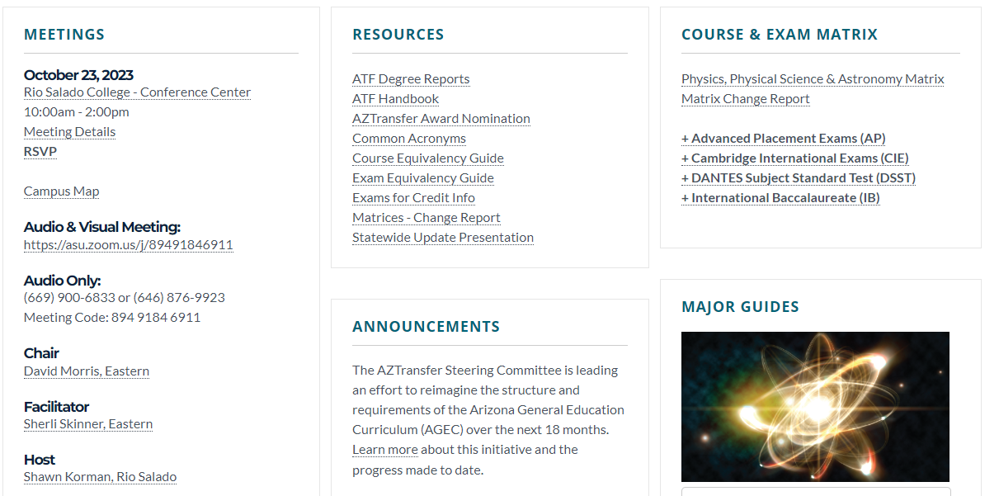 MEETINGS
October 23, 2023
Rio Salado College - Conference Center
10:00am - 2:00pm
Meeting Details
RSVP
Campus Map
Audio & Visual Meeting:
https://asu.zoom.us/j/89491846911
Audio Only:
(669) 900-6833 or (646) 876-9923
Meeting Code: 894 9184 6911
Chair
David Morris, Eastern
Facilitator
Sherli Skinner, Eastern
Host
Shawn Korman, Rio Salado
RESOURCES
ATF Degree Reports
ATF Handbook
AZTransfer Award Nomination
Common Acronyms
Course Equivalency Guide
Exam Equivalency Guide
Exams for Credit Info
Matrices - Change Report
Statewide Update Presentation
ANNOUNCEMENTS
The AZTransfer Steering Committee is leading
an effort to reimagine the structure and
requirements of the Arizona General Education
Curriculum (AGEC) over the next 18 months.
Learn more about this initiative and the
progress made to date.
COURSE & EXAM MATRIX
Physics, Physical Science & Astronomy Matrix
Matrix Change Report
+ Advanced Placement Exams (AP)
+ Cambridge International Exams (CIE)
+ DANTES Subject Standard Test (DSST)
+ International Baccalaureate (IB)
MAJOR GUIDES